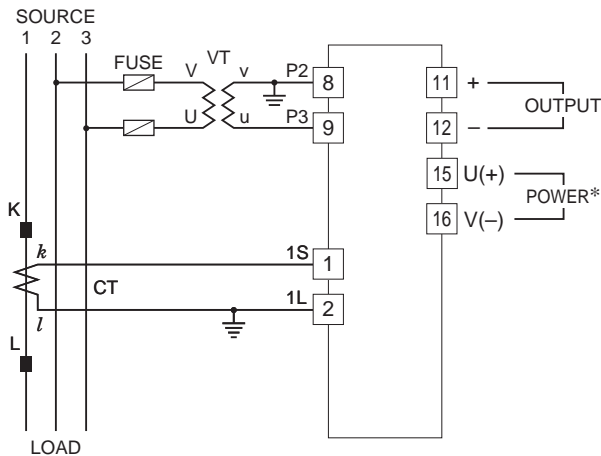 SOURCE
1 2 3
FUSE V VT v P2 8 11 +
OUTPUT
U u P3 9 12 –
15 U(+)
POWER*
16 V(–)
K
k 1S 1
CT
l 1L 2
L
LOAD